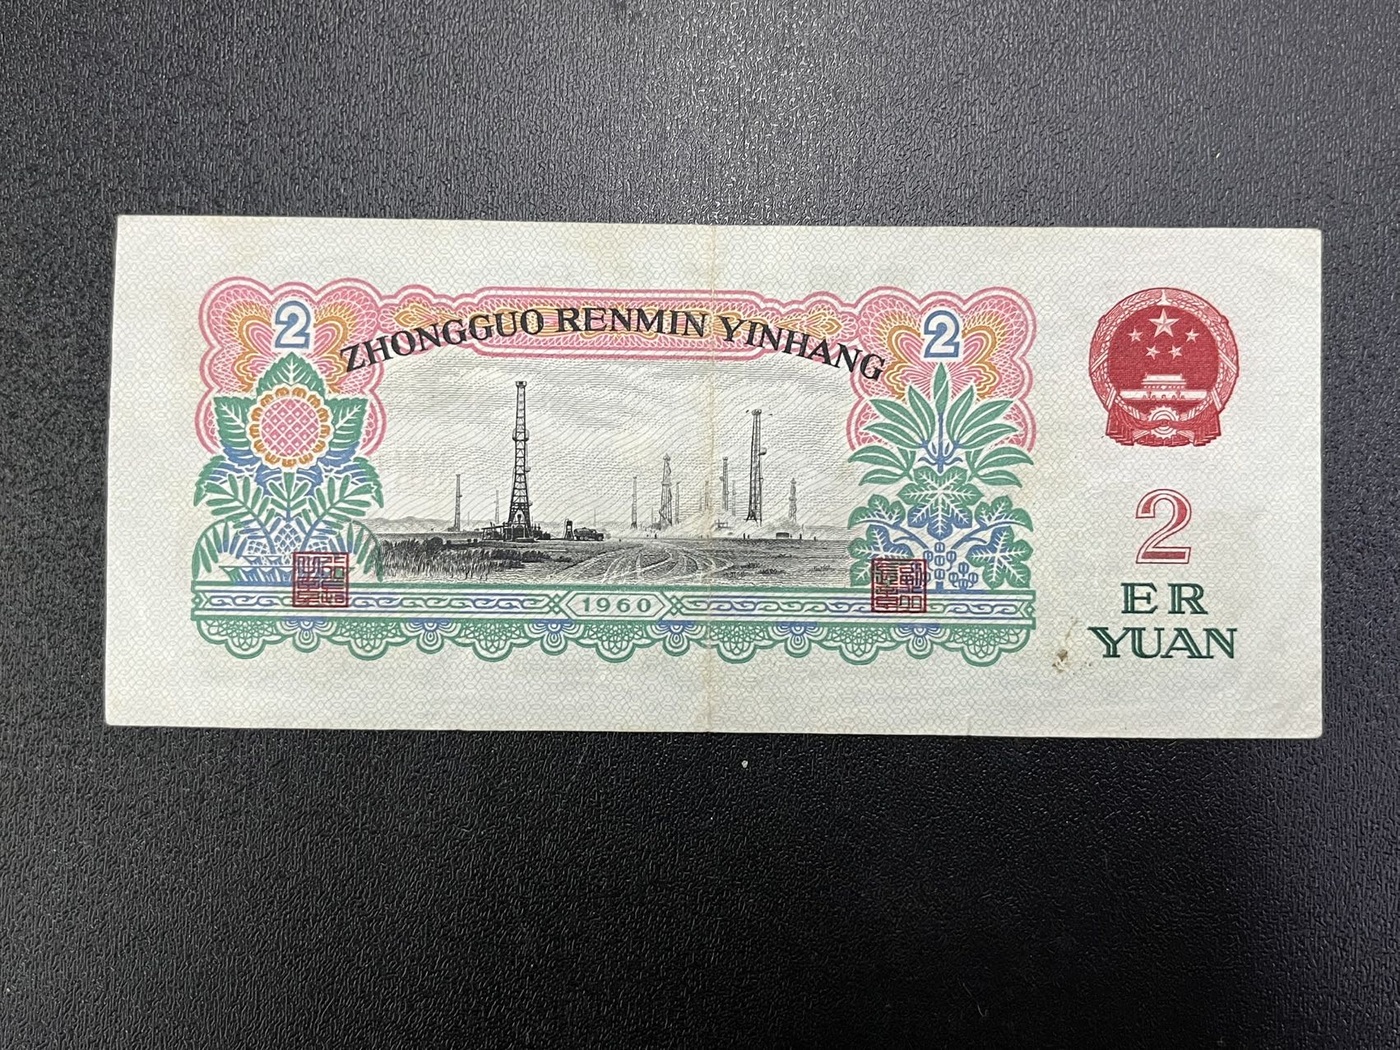 2
ZHONGGUO RENMIN YINHANG
2
1960
2
ER
YUAN